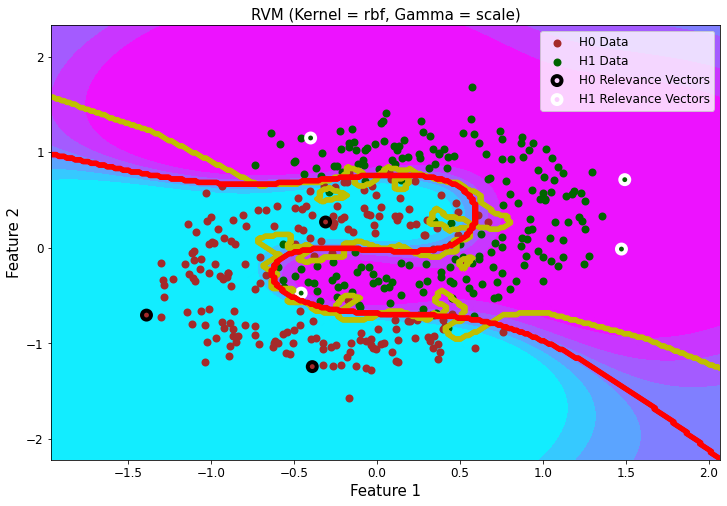 RVM (Kernel = rbf, Gamma = scale)
H0 Data
H1 Data
H0 Relevance Vectors
H1 Relevance Vectors
Feature 2
2
1
0
−1
−2
−1.5
−1.0
−0.5
0.0
0.5
1.0
1.5
2.0
Feature 1